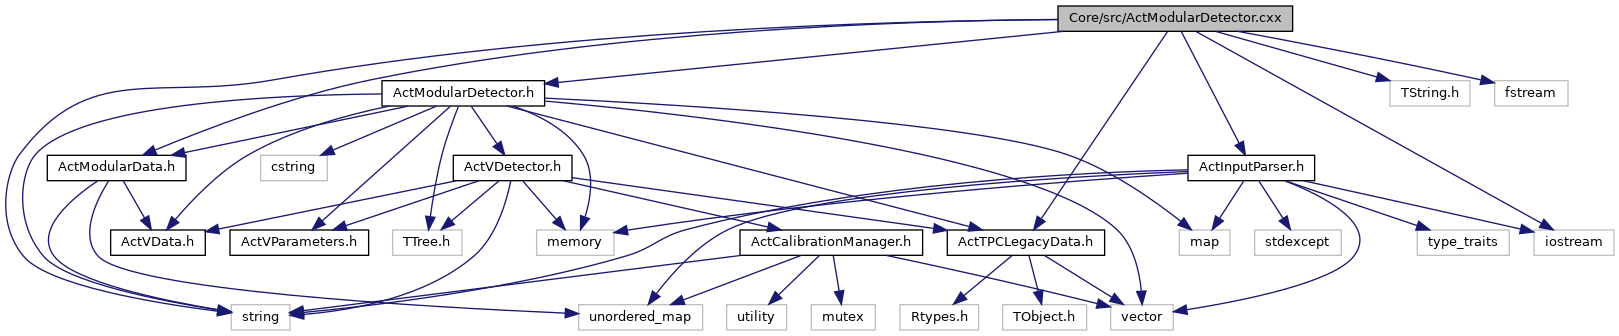 Core/src/ActModularDetector.cxx
ActModularDetector.h
TString.h
fstream
ActModularData.h
cstring
ActVDetector.h
ActInputParser.h
ActVData.h
ActVParameters.h
TTree.h
memory
ActCalibrationManager.h
ActTPCLegacyData.h
map
stdexcept
type_traits
iostream
string
unordered_map
utility
mutex
Rtypes.h
TObject.h
vector